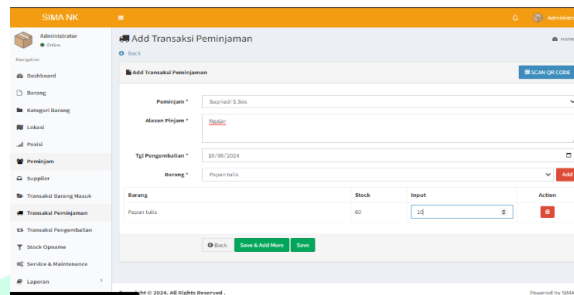 SIMA NK
Administrator
Administrator
Online
Add Transaksi Peminjaman
Home
Back
Navigation
Dashboard
Barang
Kategori Barang
Lokasi
Posisi
Peminjam
Supplier
Transaksi Barang Masuk
Transaksi Peminjaman
Transaksi Pengembalian
Stock Opname
Service & Maintenance
Laporan
Add Transaksi Peminjaman
SCAN QR CODE
Peminjam *
Supriadi S.Sos
Alasan Pinjam *
Ngajar
Tgl Pengembalian *
10/06/2024
Barang *
Papan tulis
Add
Barang
Stock
Input
Action
Papan tulis
60
10
Back
Save & Add More
Save
© 2024. All Rights Reserved .
Powered by SIMA